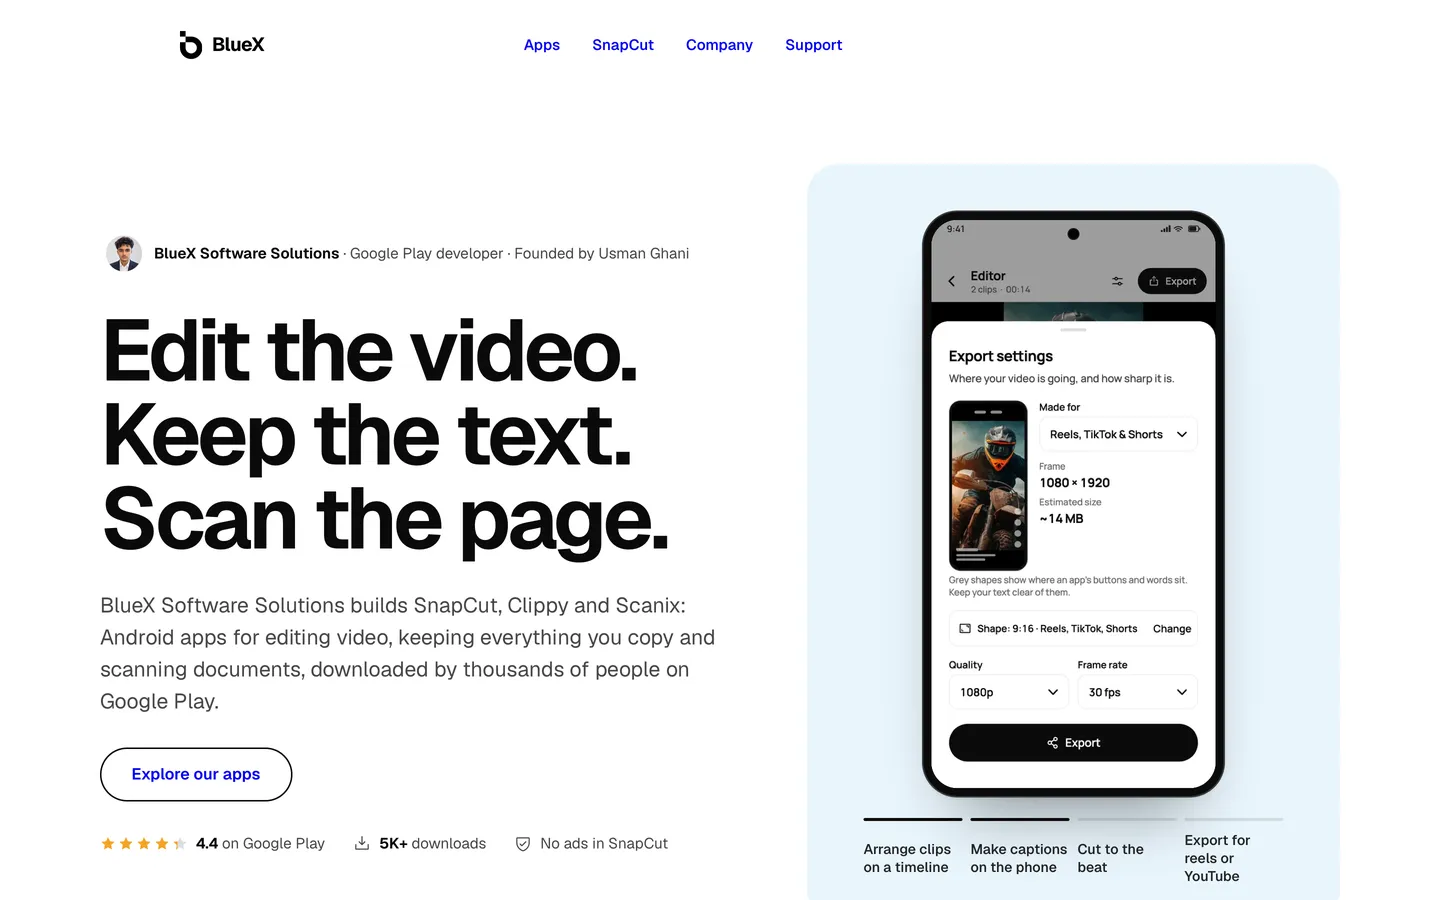 BlueX
Apps
SnapCut
Company
Support
BlueX Software Solutions · Google Play developer · Founded by Usman Ghani
Edit the video.
Keep the text.
Scan the page.
BlueX Software Solutions builds SnapCut, Clippy and Scanix:
Android apps for editing video, keeping everything you copy and
scanning documents, downloaded by thousands of people on
Google Play.
Explore our apps
4.4 on Google Play
5K+ downloads
No ads in SnapCut
9:41
Editor
2 clips · 00:14
Export
Export settings
Where your video is going, and how sharp it is.
Made for
Reels, TikTok & Shorts
Frame
1080 × 1920
Estimated size
~14 MB
Grey shapes show where an app's buttons and words sit.
Keep your text clear of them.
Shape: 9:16 · Reels, TikTok, Shorts
Change
Quality
Frame rate
1080p
30 fps
Export
Arrange clips
on a timeline
Make captions
on the phone
Cut to the
beat
Export for
reels or
YouTube